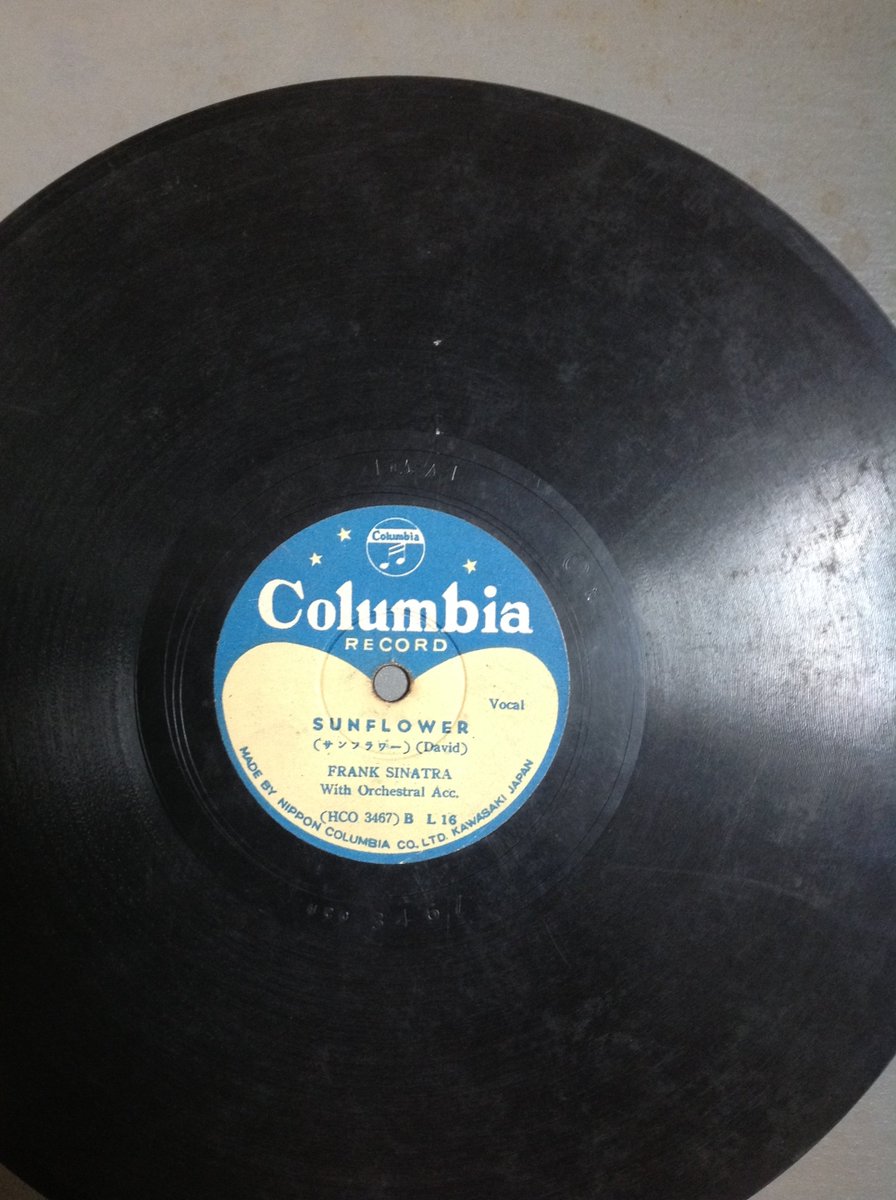 Columbia
Columbia
RECORD
Vocal
SUNFLOWER
(サンフラワー)(David)
FRANK SINATRA
With Orchestral Acc.
(HCO 3467) B L 16
MADE BY NIPPON COLUMBIA CO., LTD. KAWASAKI JAPAN